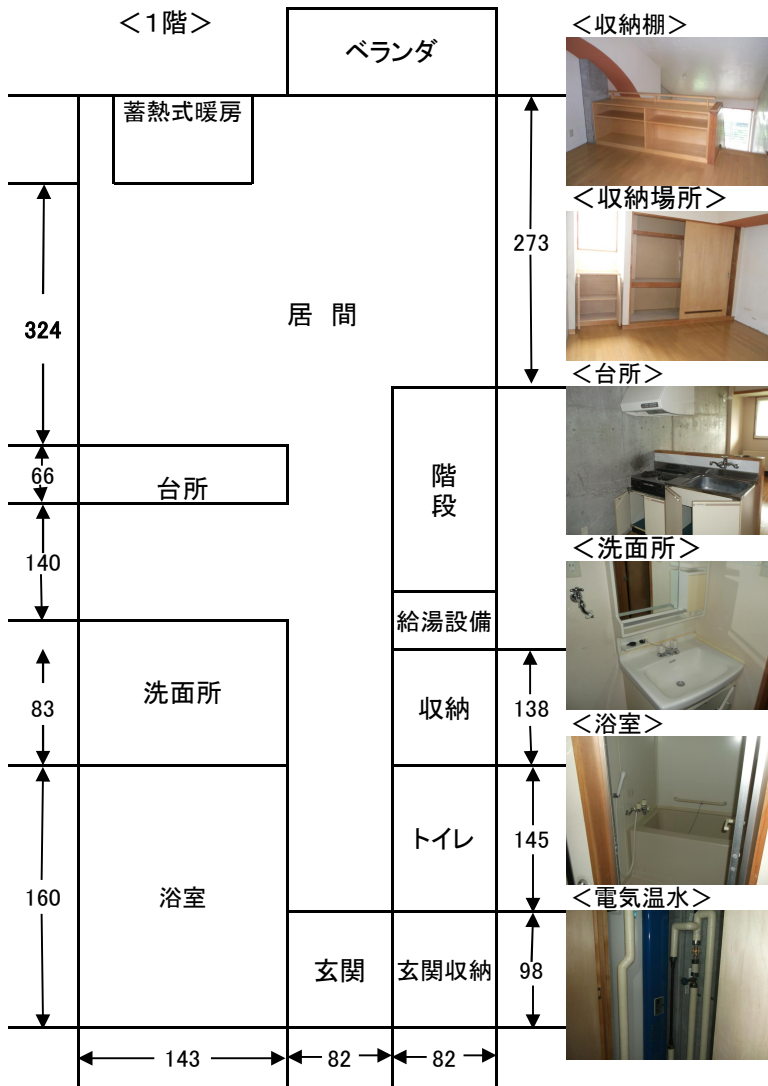 <1階>
ベランダ
蓄熱式暖房
273
居 間
324
66
台所
階
段
140
給湯設備
洗面所
83
収納
138
トイレ
145
160
浴室
玄関
玄関収納
98
143
82
82
<収納棚>
<収納場所>
<台所>
<洗面所>
<浴室>
<電気温水>